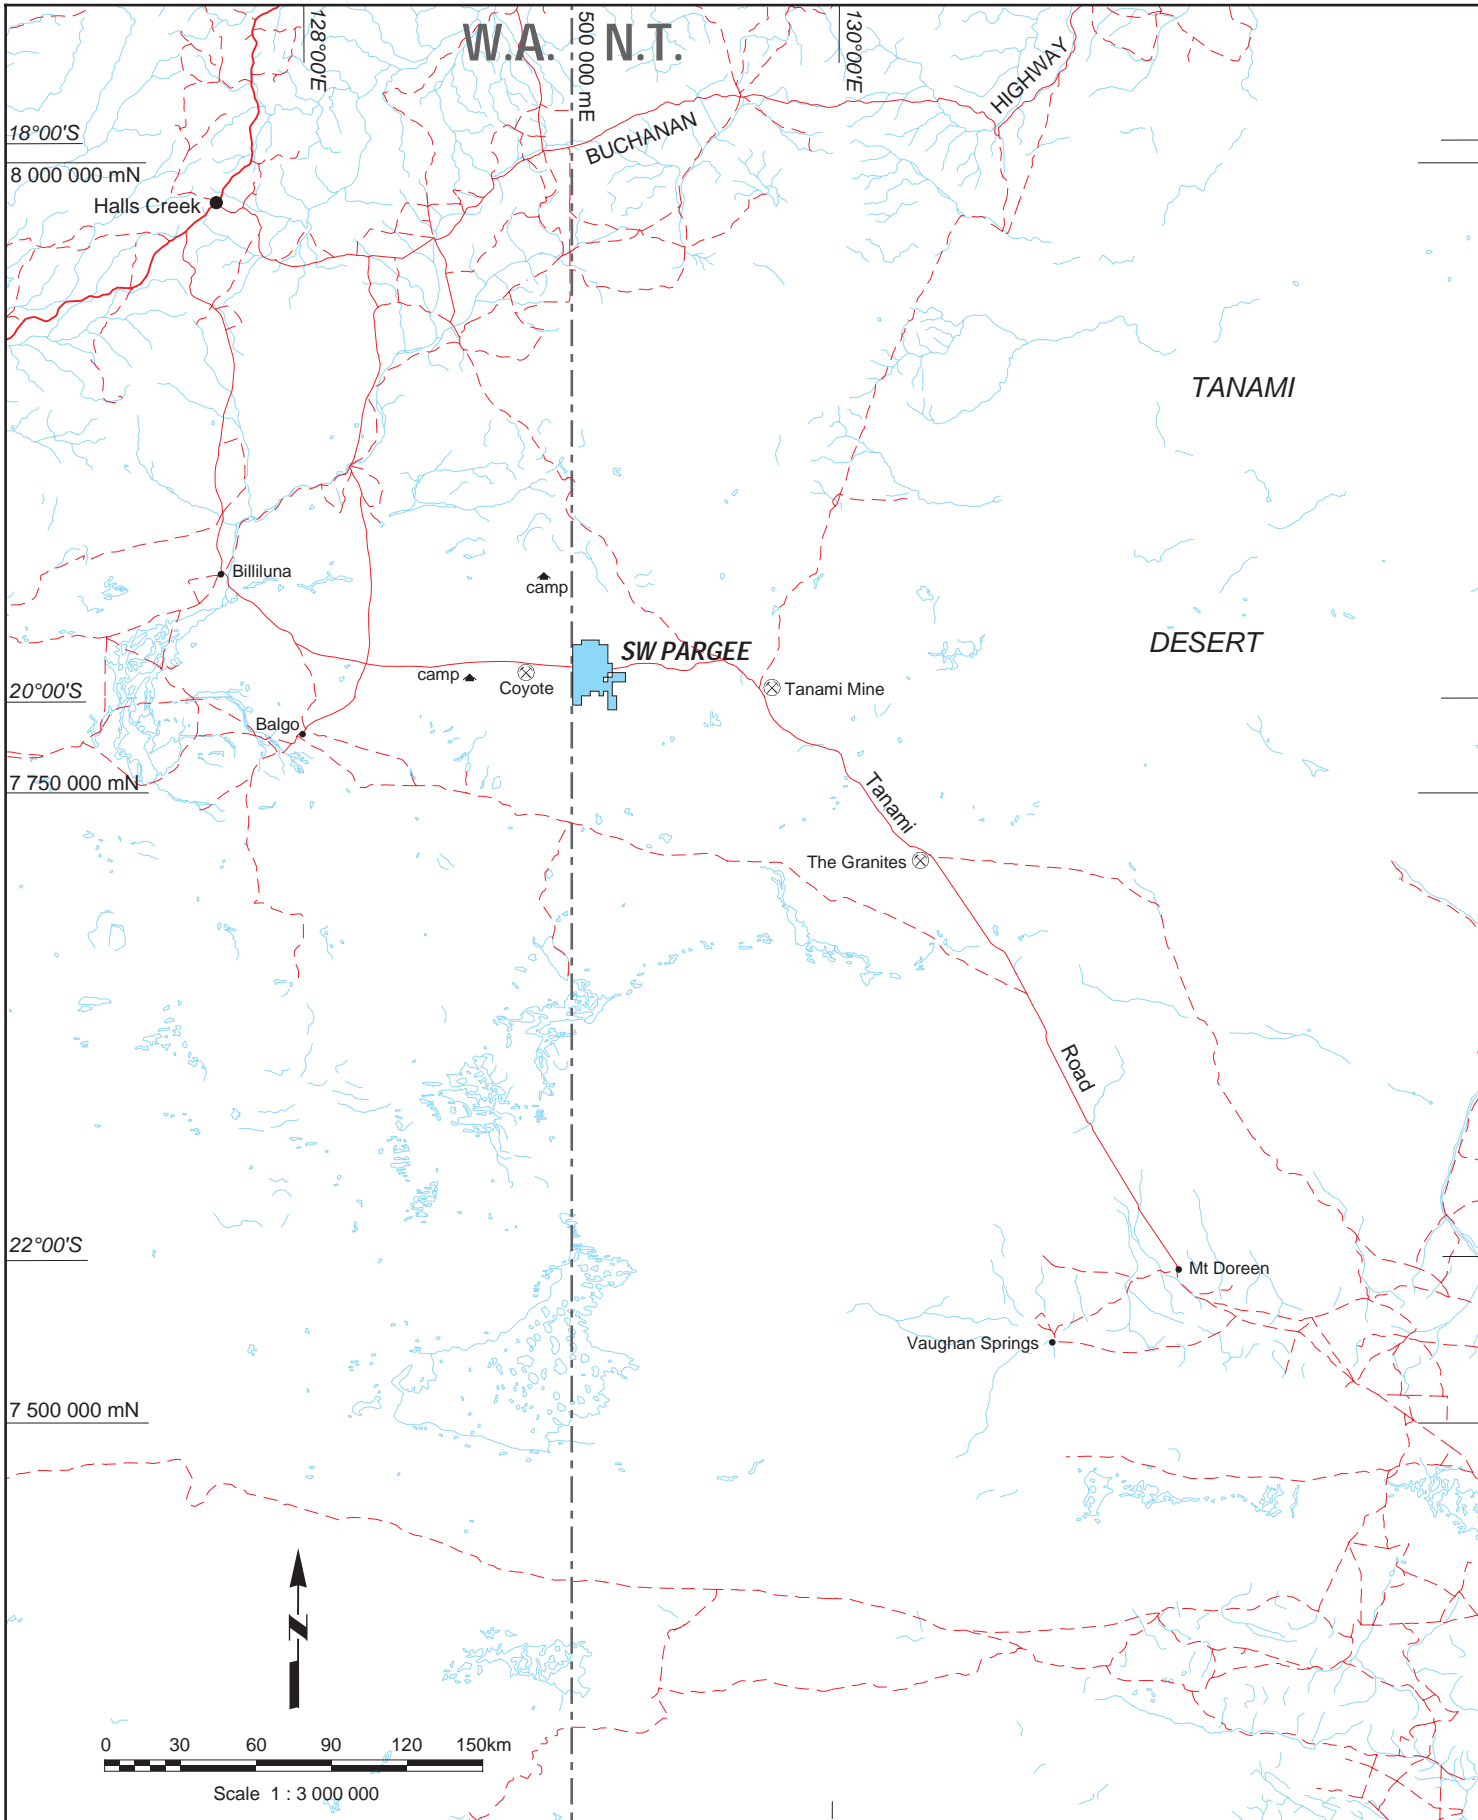 W.A. N.T.
128°00'E
500 000 mE
130°00'E
HIGHWAY
BUCHANAN
18°00'S
8 000 000 mN
Halls Creek
TANAMI
Billiluna
camp
DESERT
SW PARGEE
camp
Coyote
Tanami Mine
20°00'S
Balgo
7 750 000 mN
Tanami
The Granites
Road
22°00'S
Mt Doreen
Vaughan Springs
7 500 000 mN
N
0 30 60 90 120 150km
Scale 1 : 3 000 000